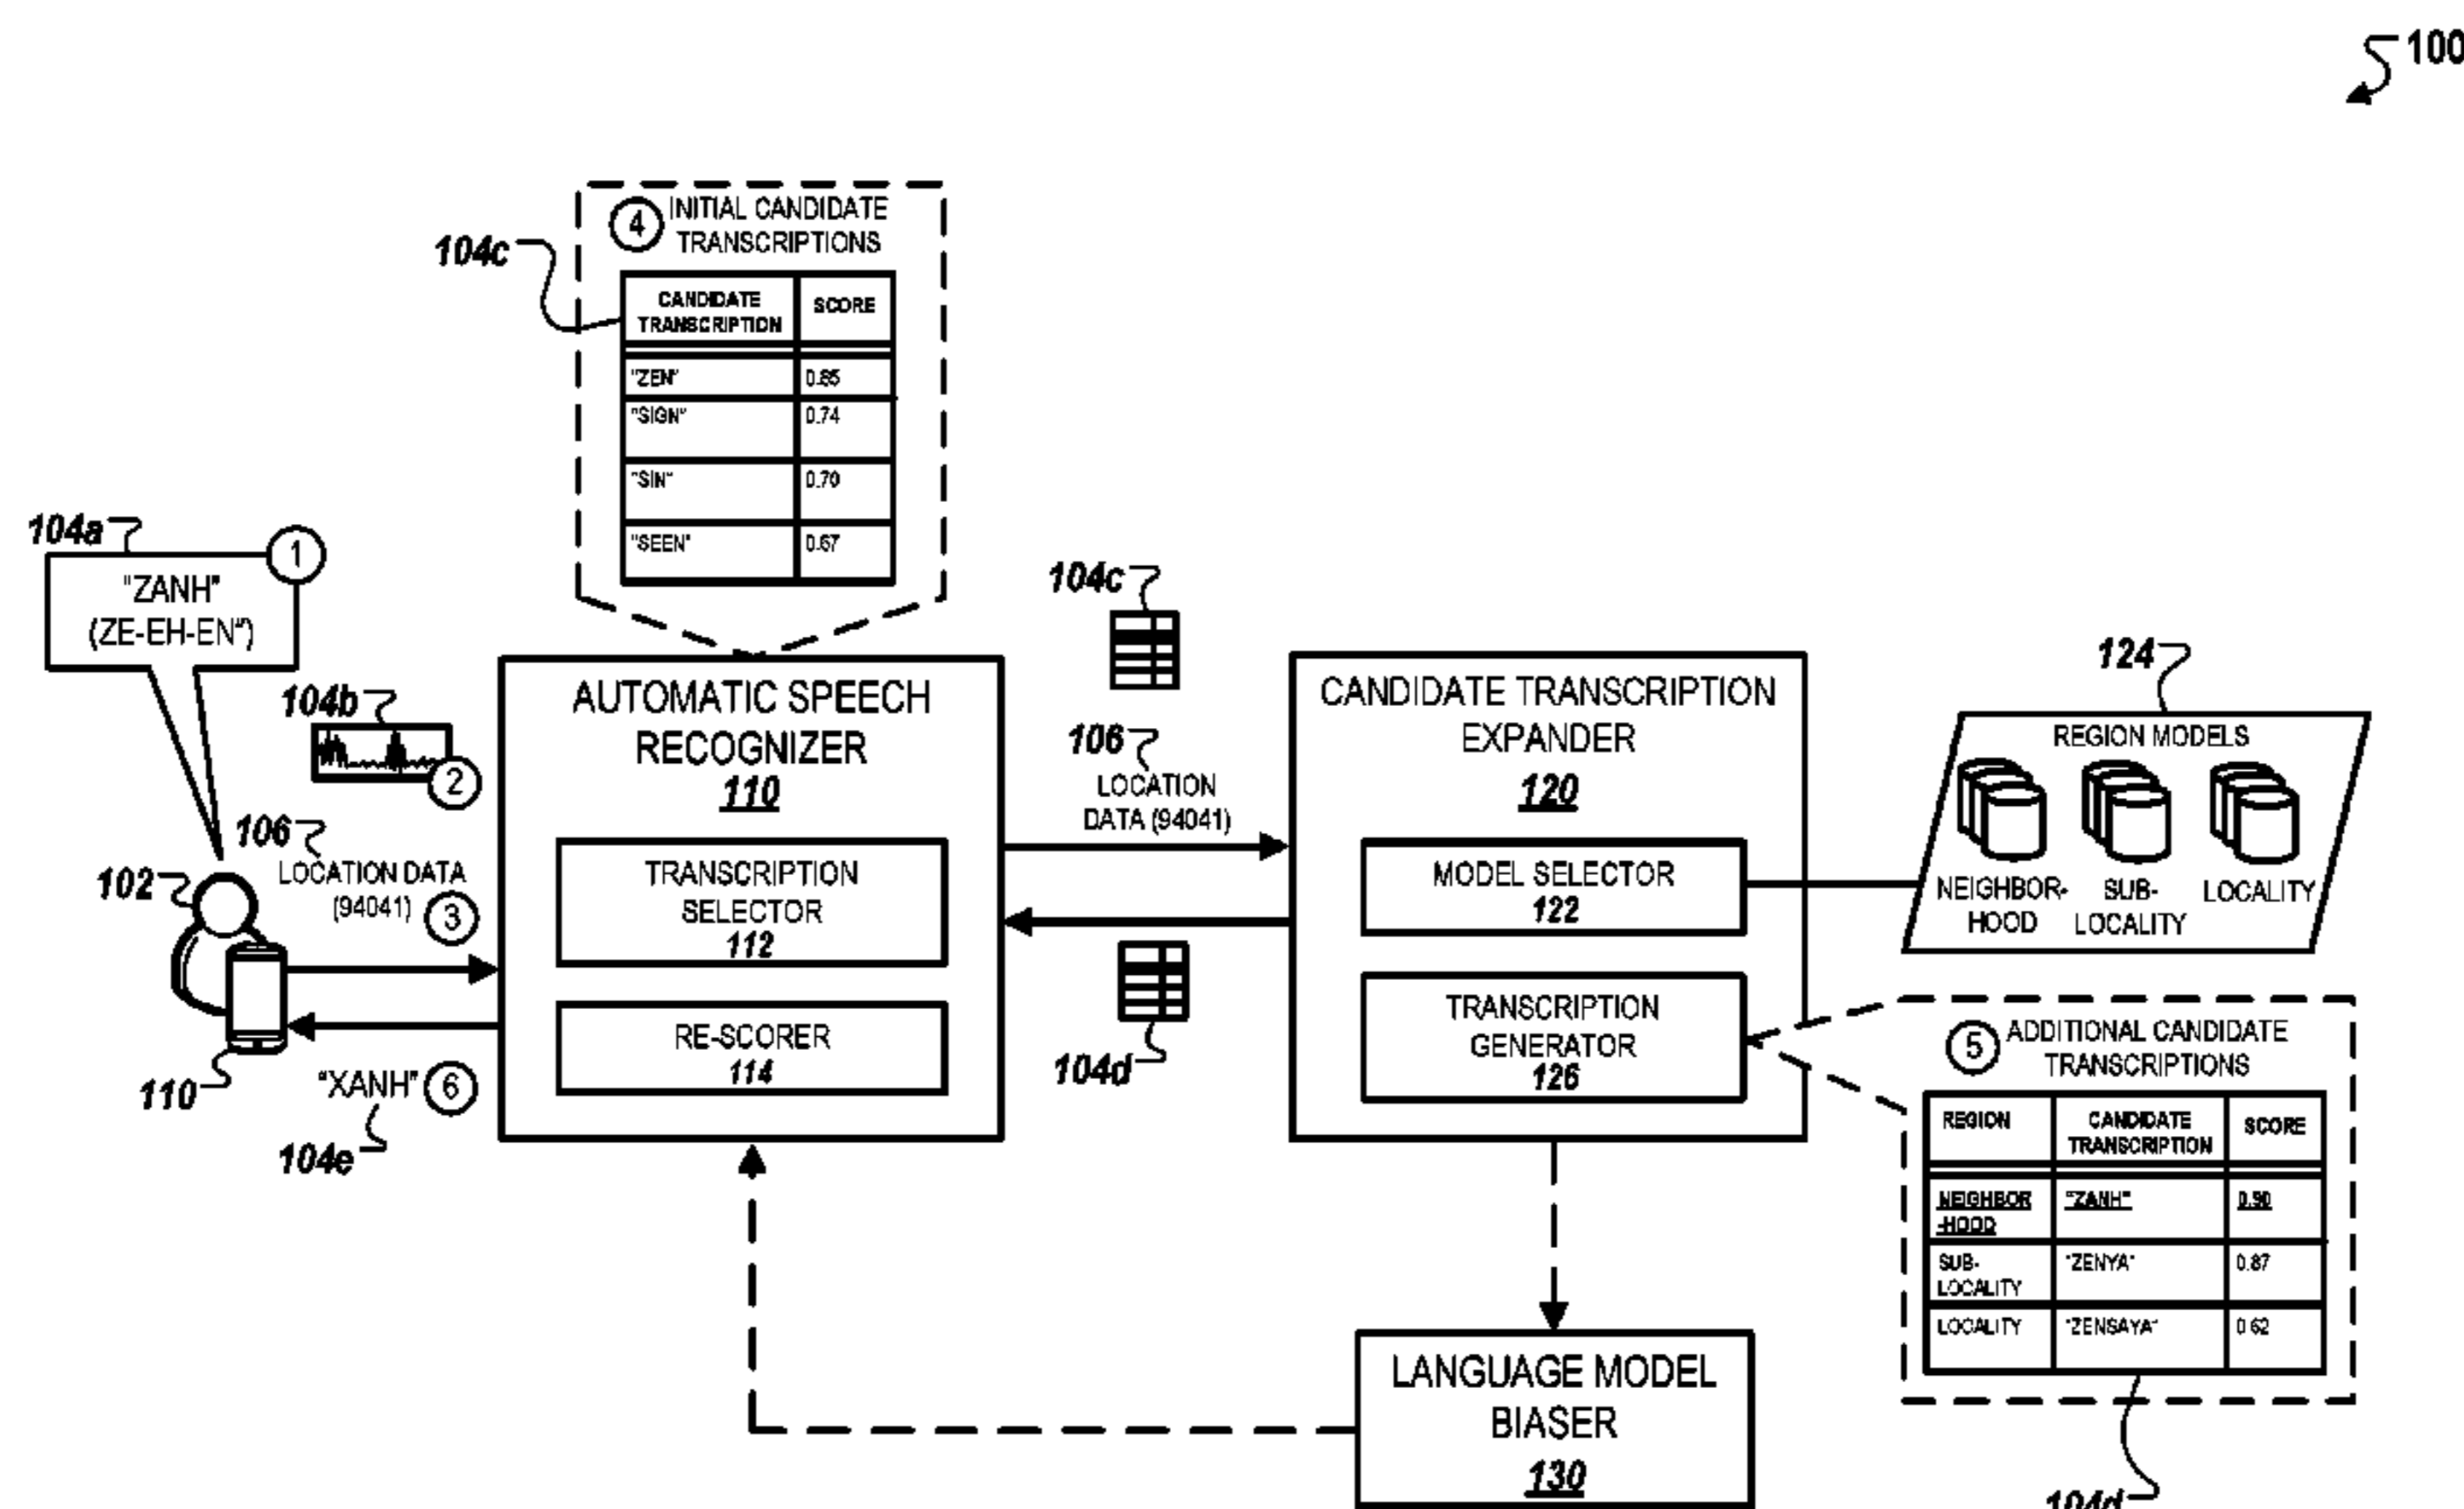 100
4 INITIAL CANDIDATE
TRANSCRIPTIONS
104c
CANDIDATE
TRANSCRIPTION
SCORE
"ZEN" 0.85
"SIGN" 0.74
"SIN" 0.70
"SEEN" 0.67
104a
1
"ZANH"
(ZE-EH-EN")
104b
2
106
LOCATION DATA
(94041)
3
102
110
"XANH" 6
104e
AUTOMATIC SPEECH
RECOGNIZER
110
TRANSCRIPTION
SELECTOR
112
RE-SCORER
114
104c
106
LOCATION
DATA (94041)
104d
CANDIDATE TRANSCRIPTION
EXPANDER
120
MODEL SELECTOR
122
TRANSCRIPTION
GENERATOR
126
124
REGION MODELS
NEIGHBOR-
HOOD
SUB-
LOCALITY
LOCALITY
5 ADDITIONAL CANDIDATE
TRANSCRIPTIONS
REGION
CANDIDATE
TRANSCRIPTION
SCORE
NEIGHBOR
-HOOD
"ZANH" 0.90
SUB-
LOCALITY
"ZENYA" 0.87
LOCALITY "ZENSAYA" 0.62
104d
LANGUAGE MODEL
BIASER
130